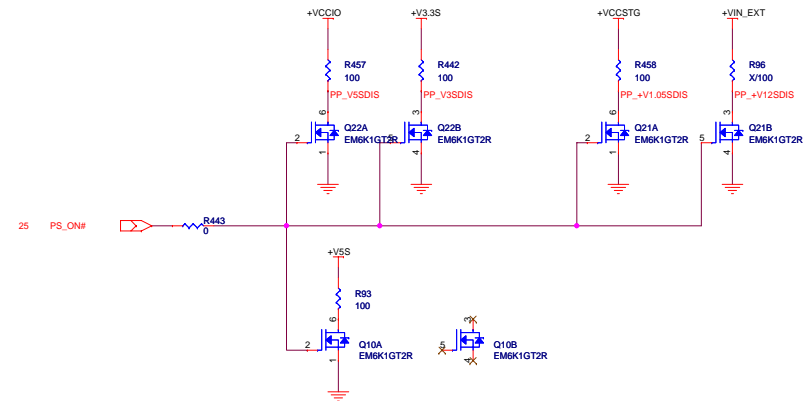 +VCCIO +V3.3S +VCCSTG +VIN_EXT
R457 R442 R458 R96
100 100 100 X/100
PP_V5SDIS PP_V3SDIS PP_+V1.05SDIS PP_+V12SDIS
6 3 6 3
Q22A Q22B Q21A Q21B
2 5 2 5
EM6K1GT2R EM6K1GT2R EM6K1GT2R EM6K1GT2R
1 4 1 4
25 PS_ON# R443
0
+V5S
R93
100
6 3
2 Q10A 5 Q10B
EM6K1GT2R EM6K1GT2R
1 4